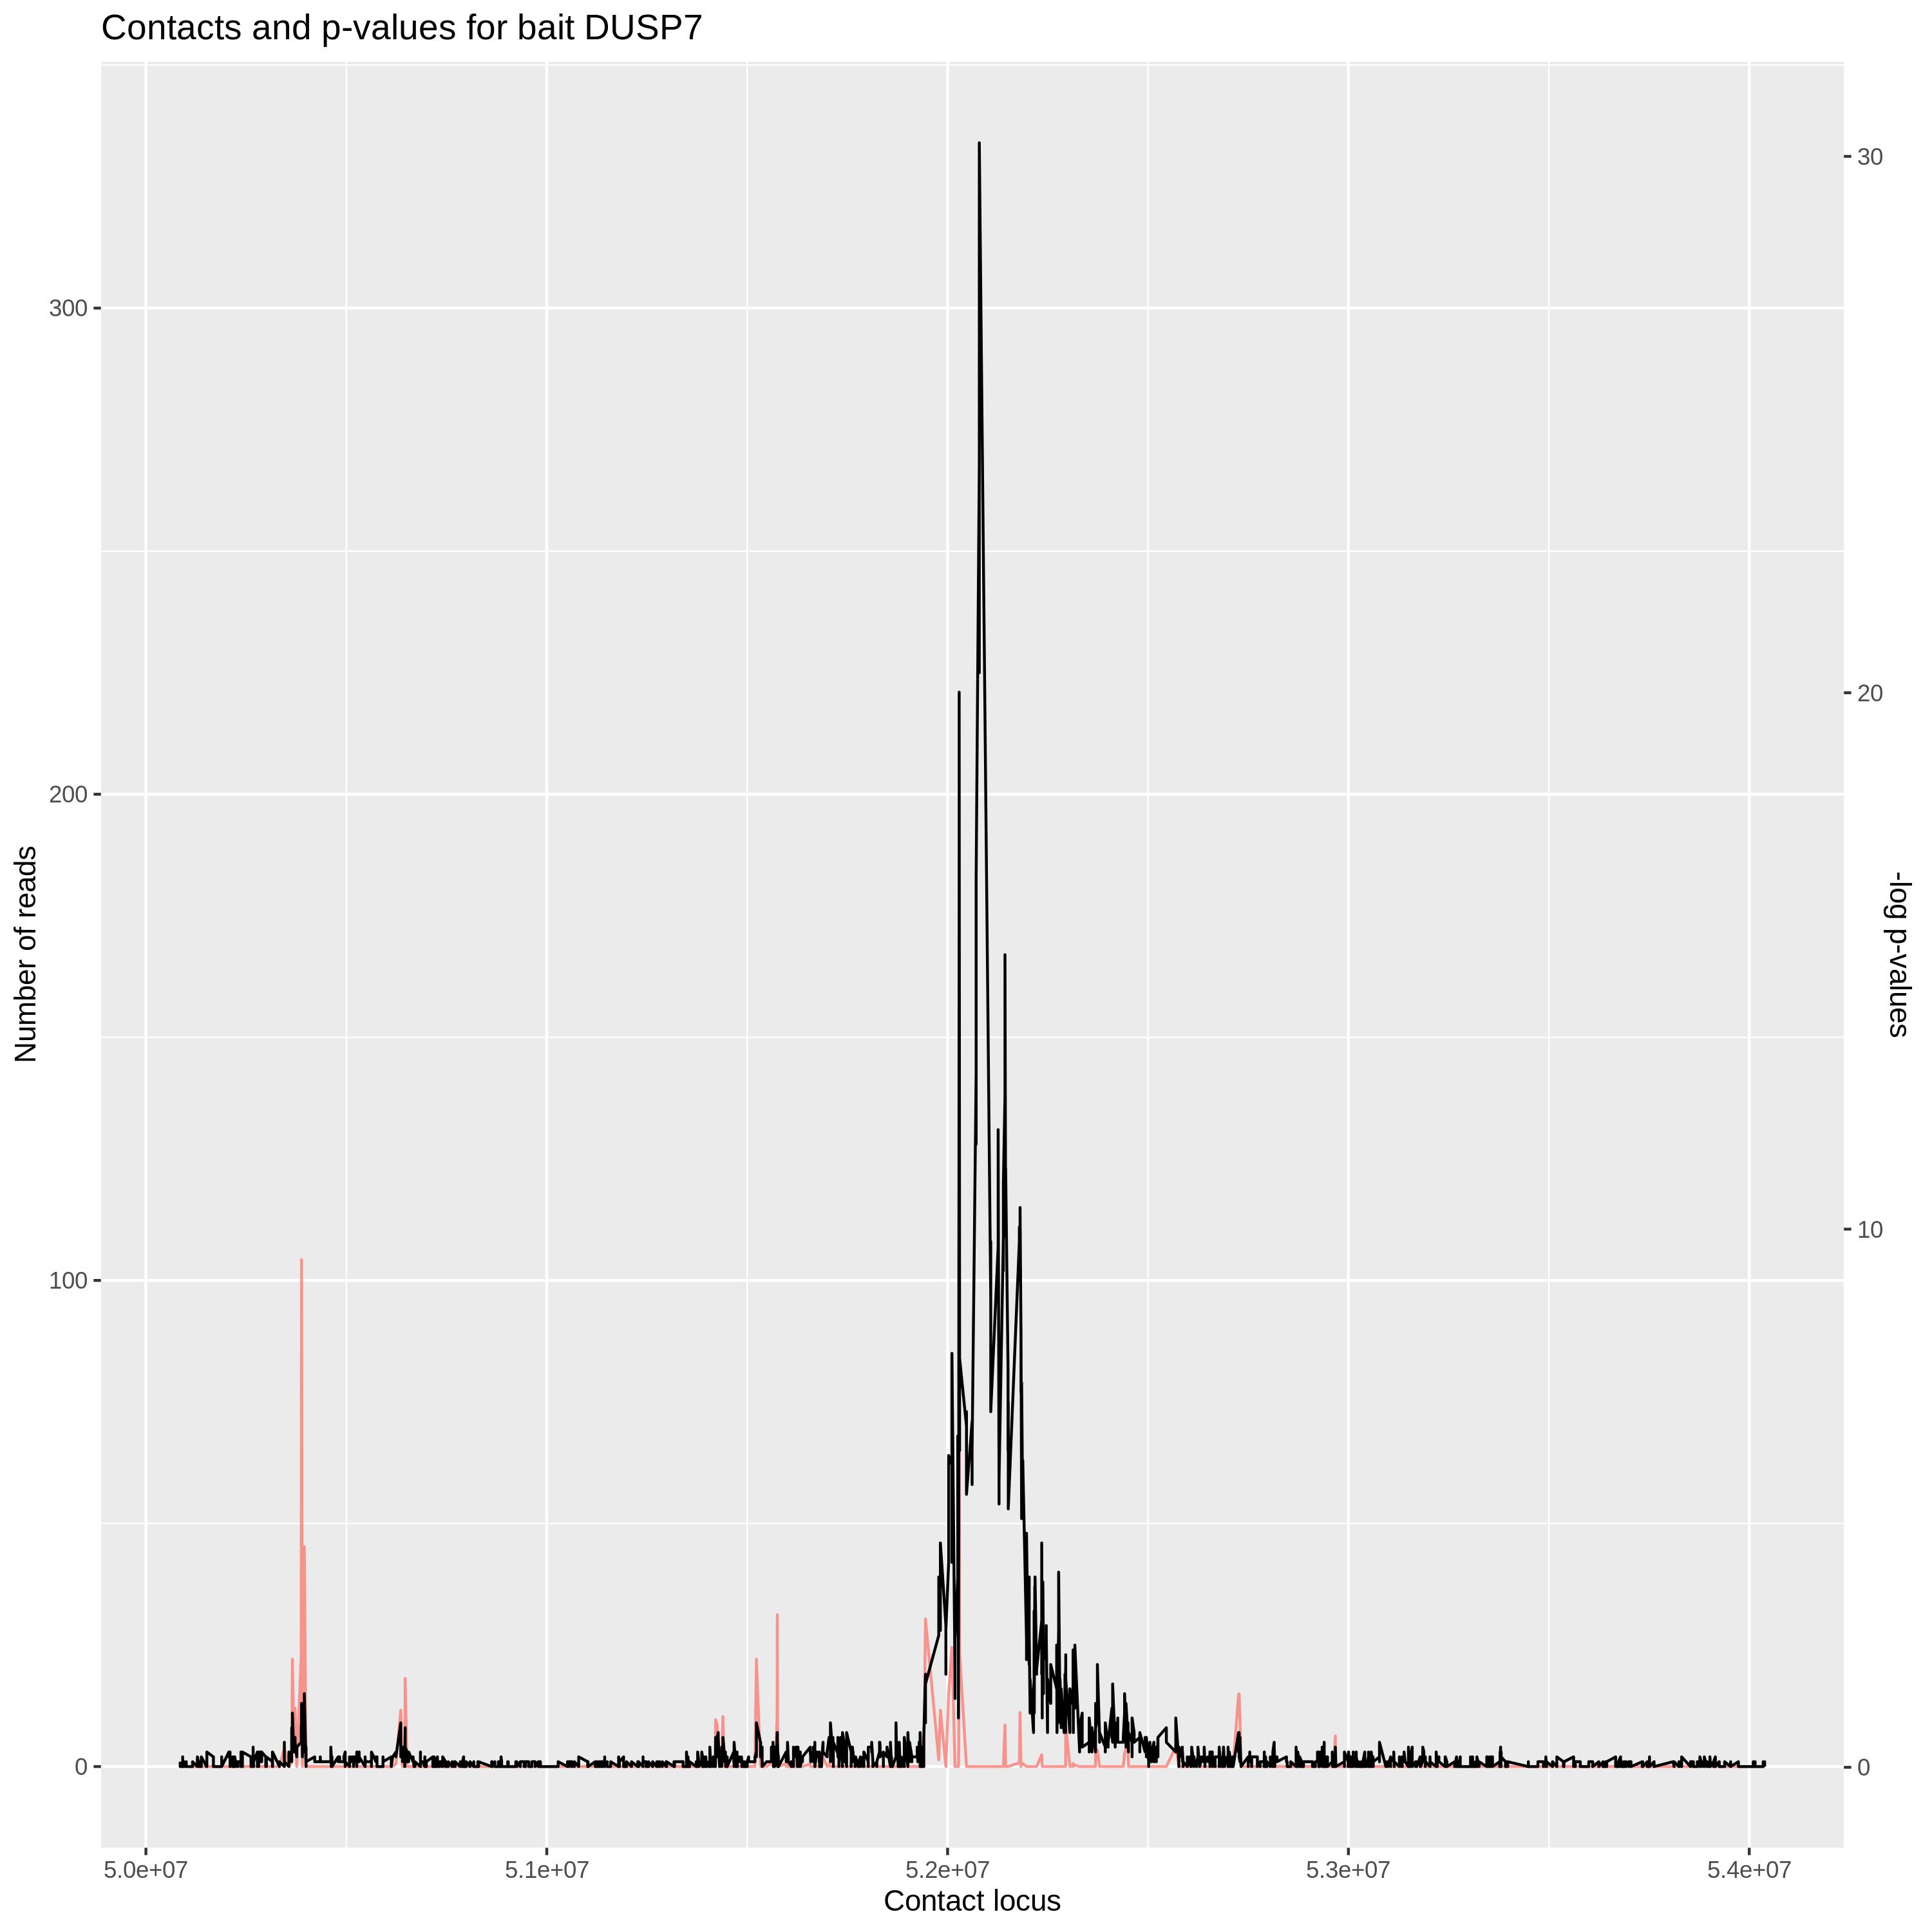 Contacts and p-values for bait DUSP7
300
200
100
0
Number of reads
30
20
10
0
-log p-values
5.0e+07
5.1e+07
5.2e+07
5.3e+07
5.4e+07
Contact locus